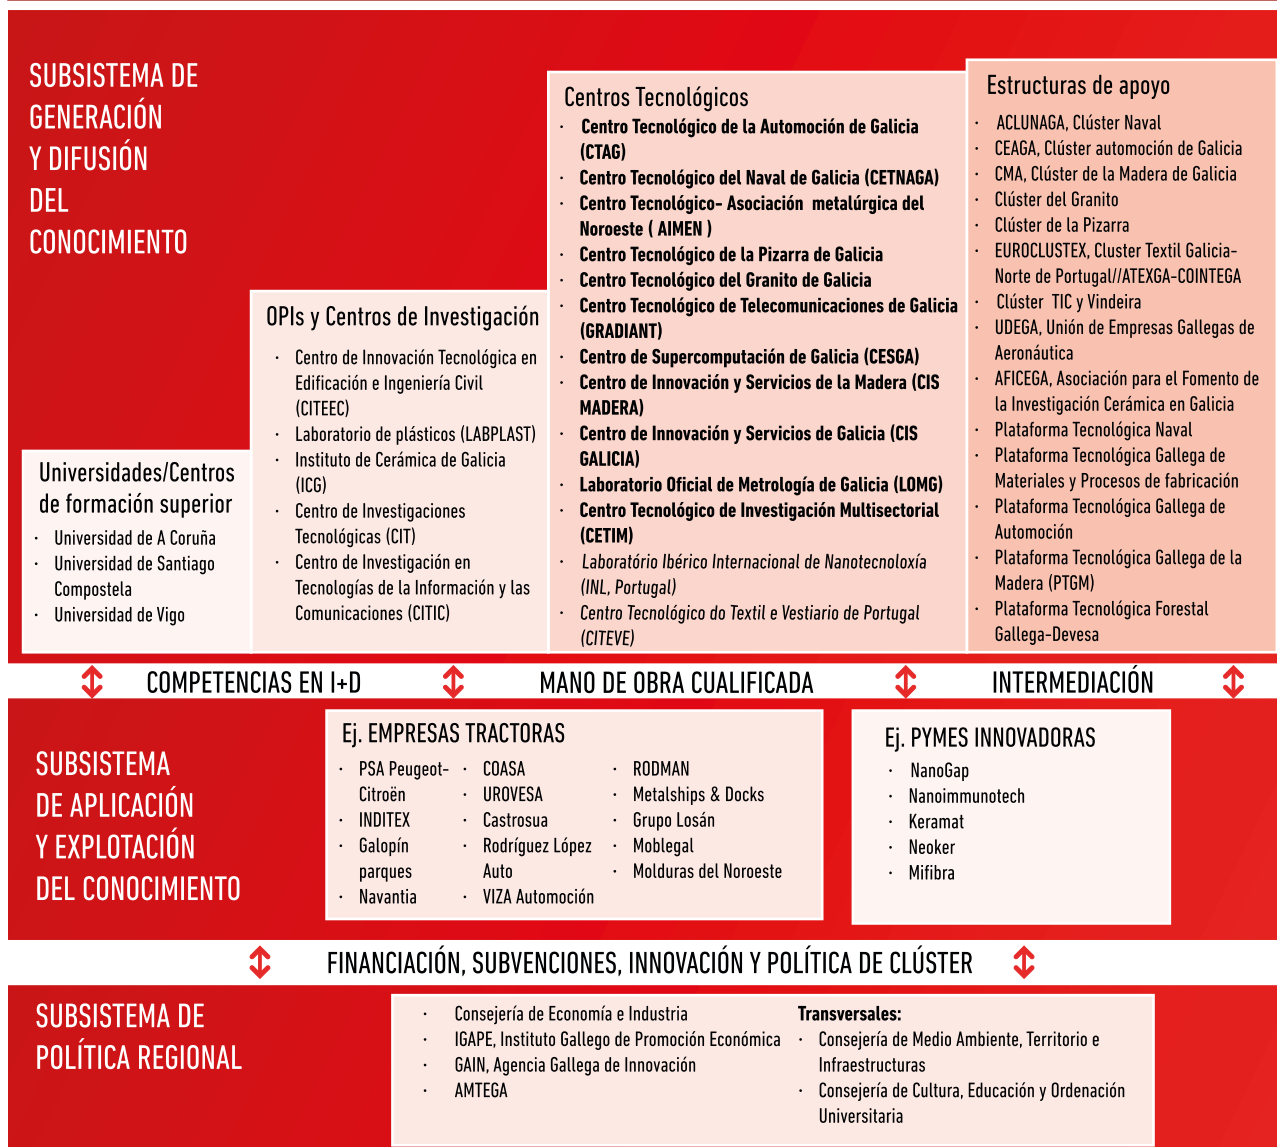 SUBSISTEMA DE
GENERACIÓN
Y DIFUSIÓN
DEL
CONOCIMIENTO
Universidades/Centros
de formación superior
· Universidad de A Coruña
· Universidad de Santiago
Compostela
· Universidad de Vigo
OPIs y Centros de Investigación
· Centro de Innovación Tecnológica en
Edificación e Ingeniería Civil
(CITEEC)
· Laboratorio de plásticos (LABPLAST)
· Instituto de Cerámica de Galicia
(ICG)
· Centro de Investigaciones
Tecnológicas (CIT)
· Centro de Investigación en
Tecnologías de la Información y las
Comunicaciones (CITIC)
Centros Tecnológicos
· Centro Tecnológico de la Automoción de Galicia
(CTAG)
· Centro Tecnológico del Naval de Galicia (CETNAGA)
· Centro Tecnológico- Asociación metalúrgica del
Noroeste ( AIMEN )
· Centro Tecnológico de la Pizarra de Galicia
· Centro Tecnológico del Granito de Galicia
· Centro Tecnológico de Telecomunicaciones de Galicia
(GRADIANT)
· Centro de Supercomputación de Galicia (CESGA)
· Centro de Innovación y Servicios de la Madera (CIS
MADERA)
· Centro de Innovación y Servicios de Galicia (CIS
GALICIA)
· Laboratorio Oficial de Metrología de Galicia (LOMG)
· Centro Tecnológico de Investigación Multisectorial
(CETIM)
· Laboratório Ibérico Internacional de Nanotecnoloxía
(INL, Portugal)
· Centro Tecnológico do Textil e Vestiario de Portugal
(CITEVE)
Estructuras de apoyo
· ACLUNAGA, Clúster Naval
· CEAGA, Clúster automoción de Galicia
· CMA, Clúster de la Madera de Galicia
· Clúster del Granito
· Clúster de la Pizarra
· EUROCLUSTEX, Cluster Textil Galicia-
Norte de Portugal//ATEXGA-COINTEGA
· Clúster TIC y Vindeira
· UDEGA, Unión de Empresas Gallegas de
Aeronáutica
· AFICEGA, Asociación para el Fomento de
la Investigación Cerámica en Galicia
· Plataforma Tecnológica Naval
· Plataforma Tecnológica Gallega de
Materiales y Procesos de fabricación
· Plataforma Tecnológica Gallega de
Automoción
· Plataforma Tecnológica Gallega de la
Madera (PTGM)
· Plataforma Tecnológica Forestal
Gallega-Devesa
COMPETENCIAS EN I+D
MANO DE OBRA CUALIFICADA
INTERMEDIACIÓN
SUBSISTEMA
DE APLICACIÓN
Y EXPLOTACIÓN
DEL CONOCIMIENTO
Ej. EMPRESAS TRACTORAS
· PSA Peugeot-
Citroën
· INDITEX
· Galopín
parques
· Navantia
· COASA
· UROVESA
· Castrosua
· Rodríguez López
Auto
· VIZA Automoción
· RODMAN
· Metalships & Docks
· Grupo Losán
· Moblegal
· Molduras del Noroeste
Ej. PYMES INNOVADORAS
· NanoGap
· Nanoimmunotech
· Keramat
· Neoker
· Mifibra
FINANCIACIÓN, SUBVENCIONES, INNOVACIÓN Y POLÍTICA DE CLÚSTER
SUBSISTEMA DE
POLÍTICA REGIONAL
· Consejería de Economía e Industria
· IGAPE, Instituto Gallego de Promoción Económica
· GAIN, Agencia Gallega de Innovación
· AMTEGA
Transversales:
· Consejería de Medio Ambiente, Territorio e
Infraestructuras
· Consejería de Cultura, Educación y Ordenación
Universitaria